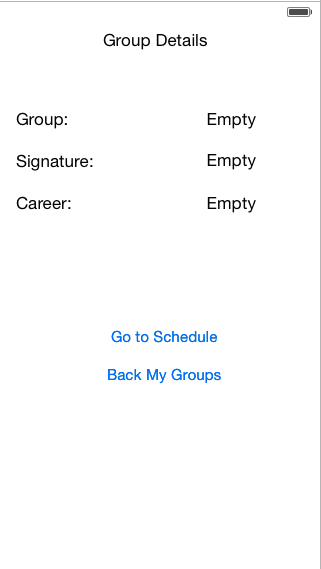 Group Details
Group: Empty
Signature: Empty
Career: Empty
Go to Schedule
Back My Groups